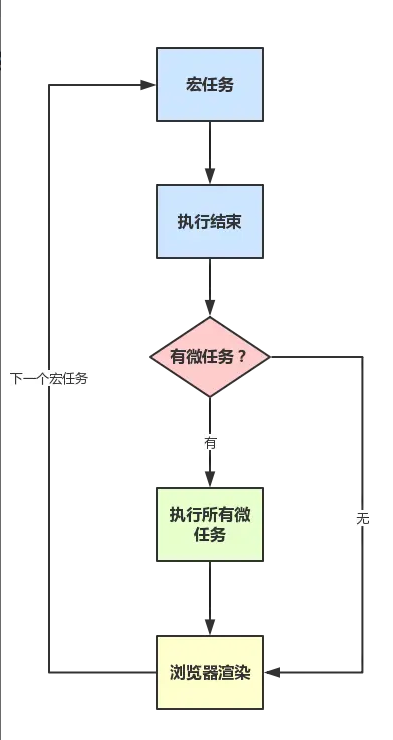 宏任务
执行结束
有微任务？
下一个宏任务
有
执行所有微
任务
无
浏览器渲染